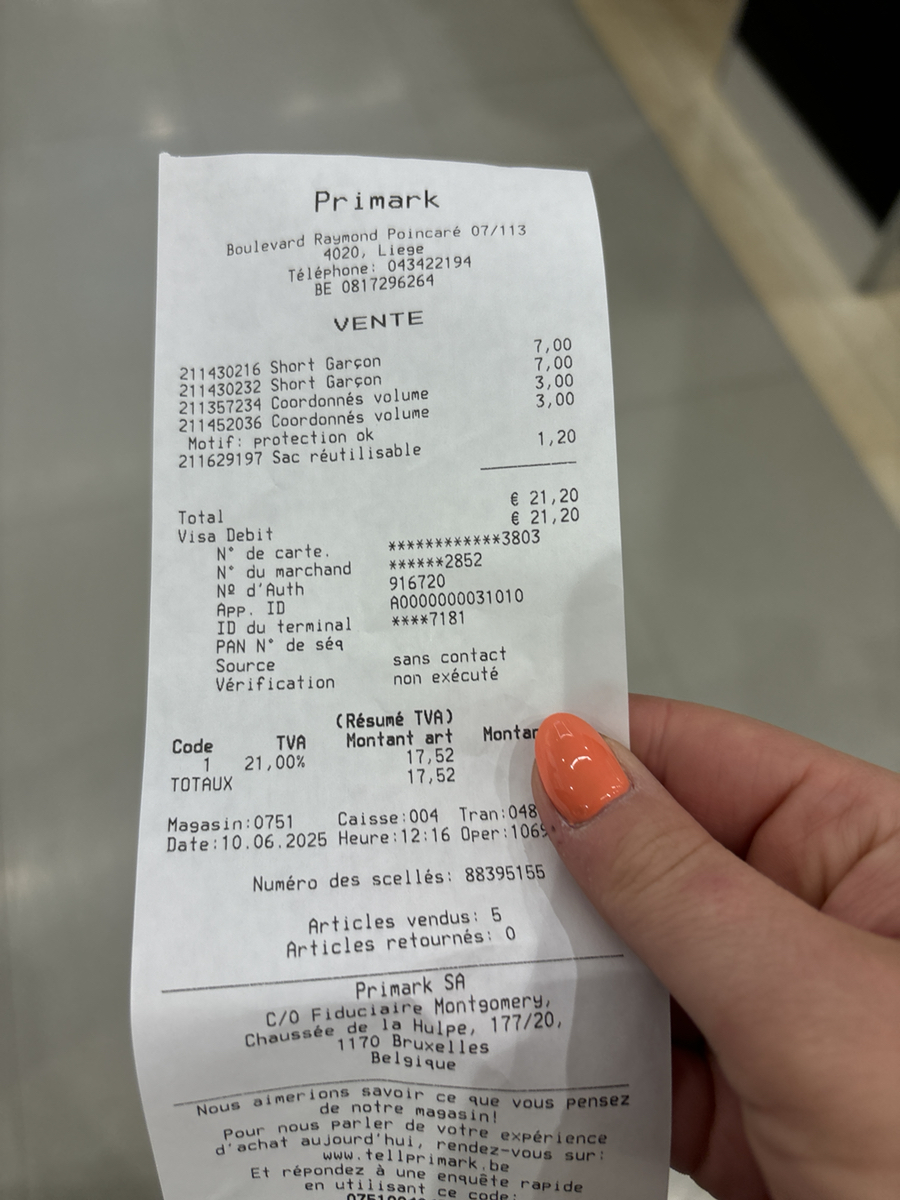 Primark
Boulevard Raymond Poincaré 07/113
4020, Liege
Téléphone: 043422194
BE 0817296264
VENTE
211430216 Short Garçon 7,00
211430232 Short Garçon 7,00
211357234 Coordonnés volume 3,00
211452036 Coordonnés volume 3,00
Motif: protection ok
211629197 Sac réutilisable 1,20
Total € 21,20
Visa Debit € 21,20
N° de carte. ************3803
N° du marchand ******2852
Nº d'Auth 916720
App. ID A0000000031010
ID du terminal ****7181
PAN N° de séq
Source sans contact
Vérification non exécuté
(Résumé TVA)
Code TVA Montant art
1 21,00% 17,52
TOTAUX 17,52
Magasin:0751 Caisse:004 Tran:048
Date:10.06.2025 Heure:12:16 Oper:106
Numéro des scellés: 88395155
Articles vendus: 5
Articles retournés: 0
Primark SA
C/O Fiduciaire Montgomery,
Chaussée de la Hulpe, 177/20,
1170 Bruxelles
Belgique
Nous aimerions savoir ce que vous pensez
de notre magasin!
Pour nous parler de votre expérience
d'achat aujourd'hui, rendez-vous sur:
www.tellprimark.be
Et répondez à une enquête rapide
en utilisant ce code: